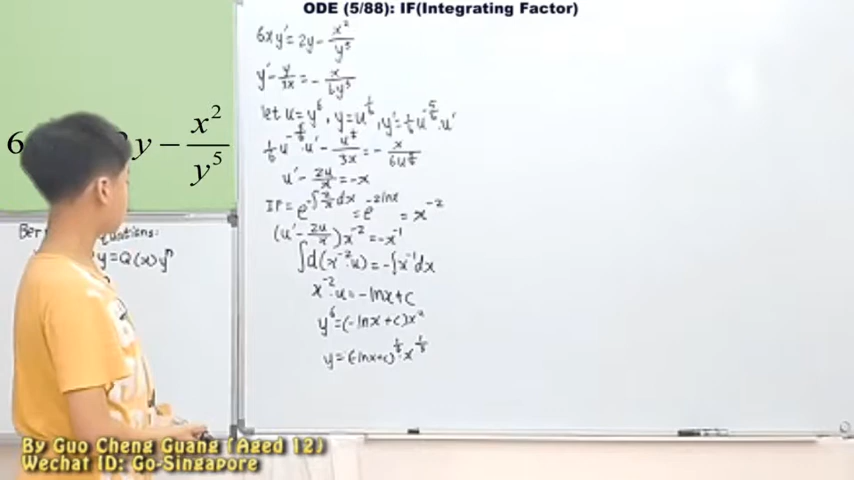 ODE (5/88): IF(Integrating Factor)
6xy' = 2y - x²/y⁵
y' - y/3x = - x/6y⁵
let u = y⁶, y = u^(1/6), y' = 1/6 u^(-5/6)·u'
1/6 u^(-5/6)·u' - u^(1/6)/3x = - x/6u^(5/6)
u' - 2u/x = -x
IF = e^(-∫2/x dx) = e^(-2lnx) = x⁻²
(u' - 2u/x)x⁻² = -x⁻¹
∫d(x⁻²·u) = -∫x⁻¹dx
x⁻²·u = -lnx+c
y⁶ = (-lnx+c)x²
y = (-lnx+c)^(1/6)·x^(1/3)
6 y - x²/y⁵
Ber quations:
y = Q(x)yⁿ
By Guo Cheng Guang (Aged 12)
Wechat ID: Go-Singapore